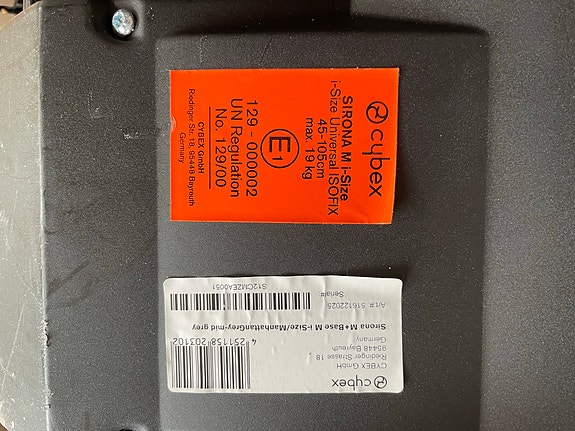 cybex
SIRONA M i-Size
i-Size Universal ISOFIX
45-105cm
max. 19 kg
E1
129 - 000002
UN Regulation
No. 129/00
CYBEX GmbH
Riedinger Str. 18, 95448 Bayreuth
Germany
cybex
CYBEX GmbH
Riedinger Strasse 18
95448 Bayreuth
Germany
Sirona M+Base M i-Size/ManhattanGrey-mid grey
4 251158 203102
Art.# 516122025
Serial#
S12CMZEA0051